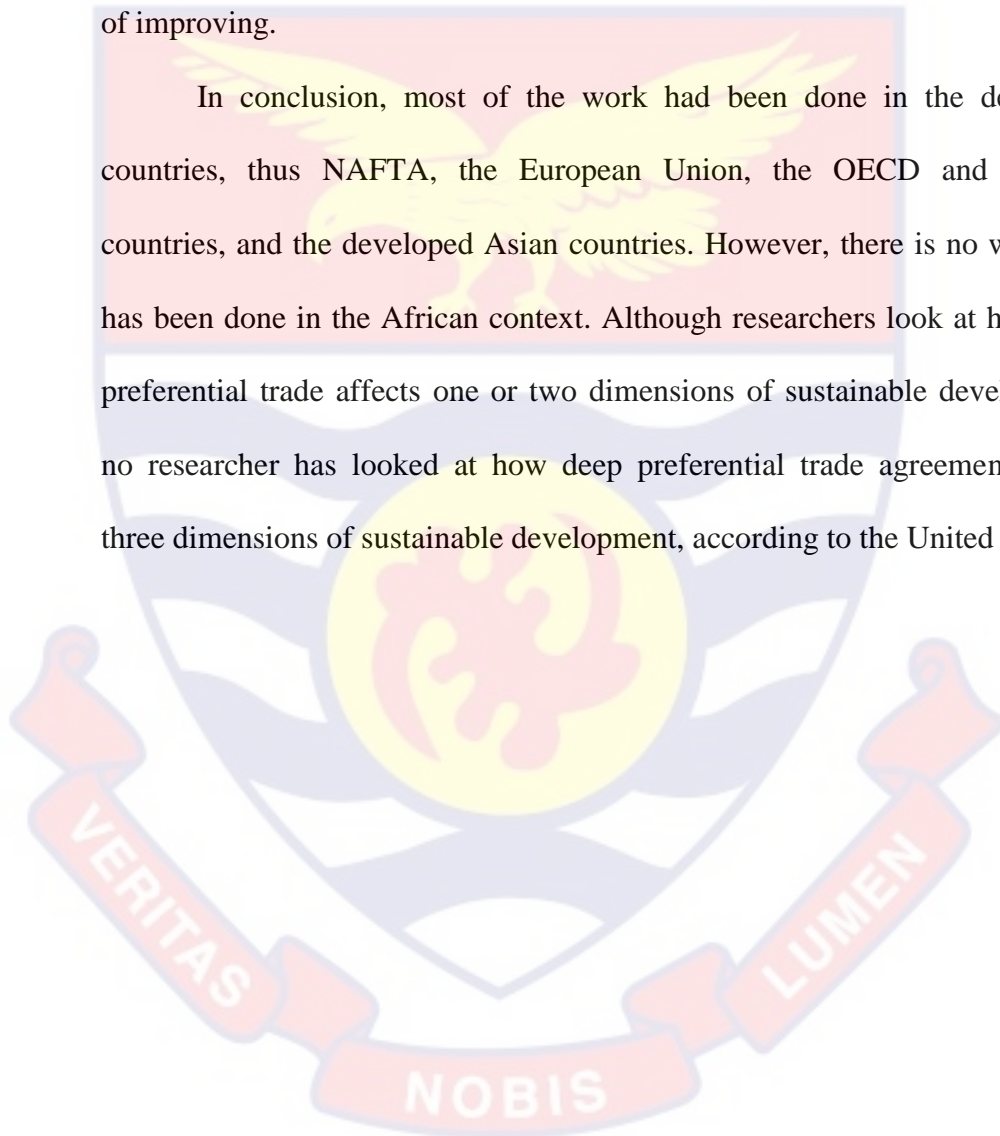 of improving.
In conclusion, most of the work had been done in the de
countries, thus NAFTA, the European Union, the OECD and
countries, and the developed Asian countries. However, there is no w
has been done in the African context. Although researchers look at h
preferential trade affects one or two dimensions of sustainable devel
no researcher has looked at how deep preferential trade agreemen
three dimensions of sustainable development, according to the United
VERITAS
NOBIS
LUMEN